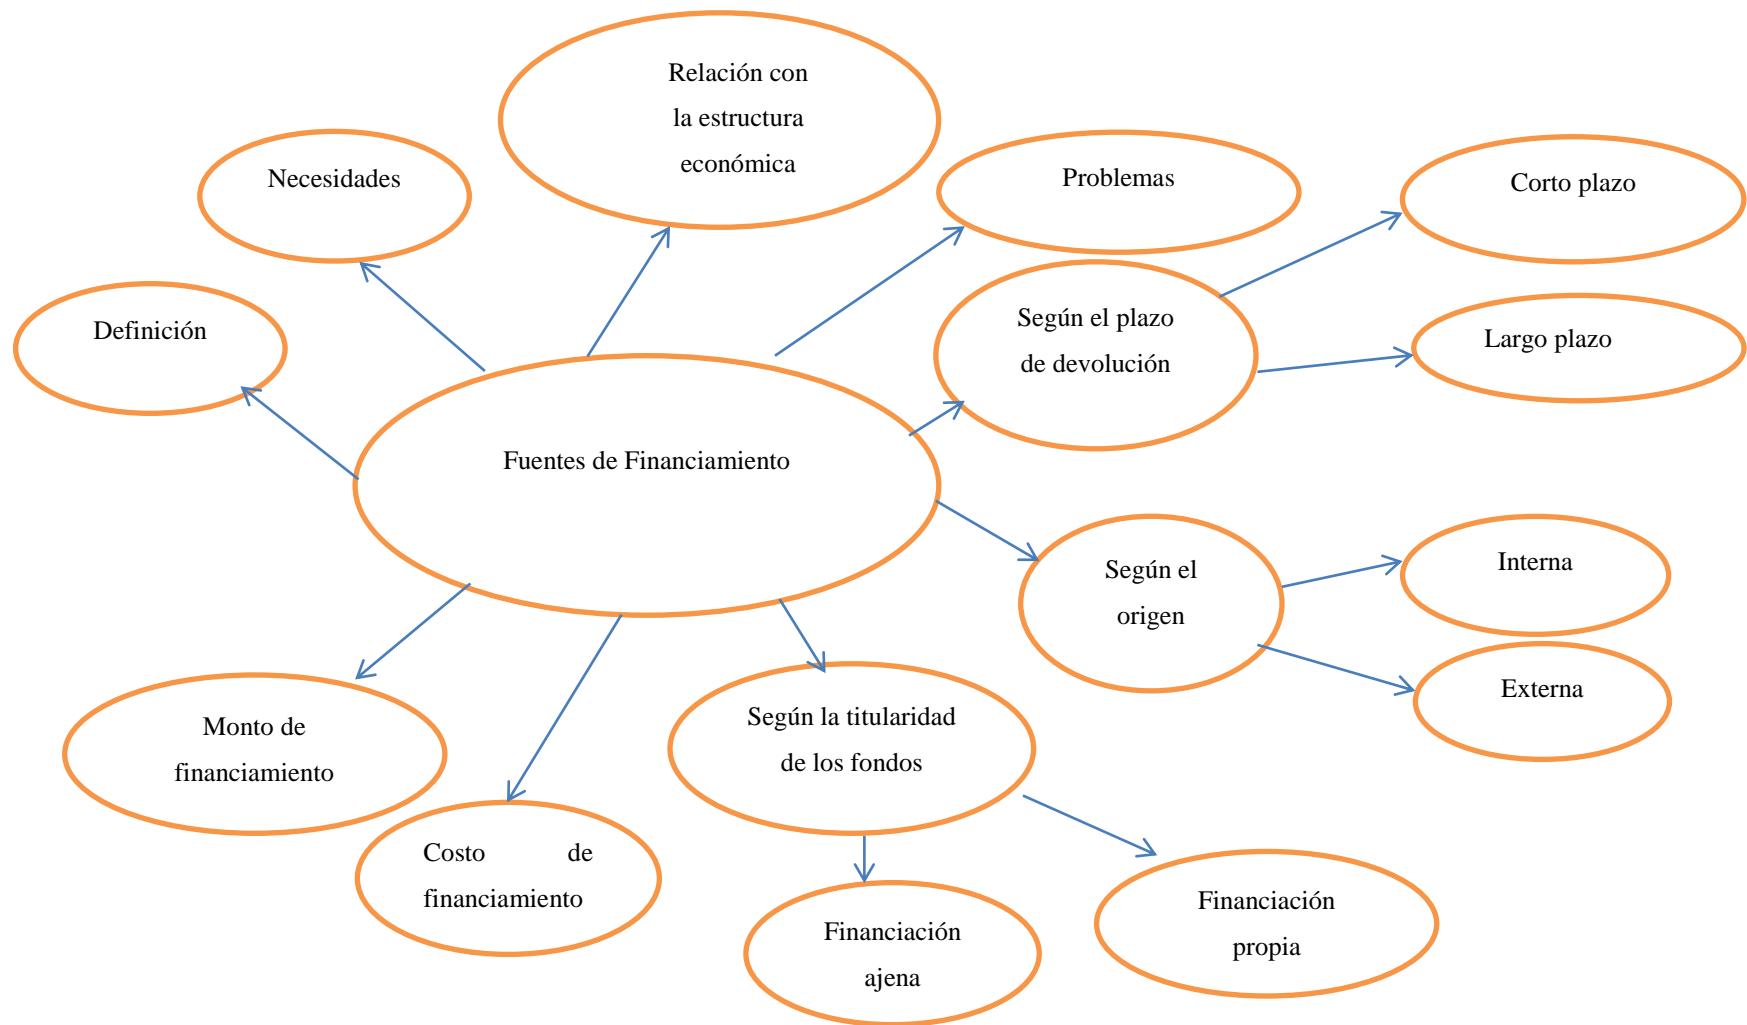 Relación con
la estructura
económica
Necesidades
Problemas
Corto plazo
Definición
Según el plazo
de devolución
Largo plazo
Fuentes de Financiamiento
Según el
origen
Interna
Externa
Monto de
financiamiento
Según la titularidad
de los fondos
Costo de
financiamiento
Financiación
ajena
Financiación
propia